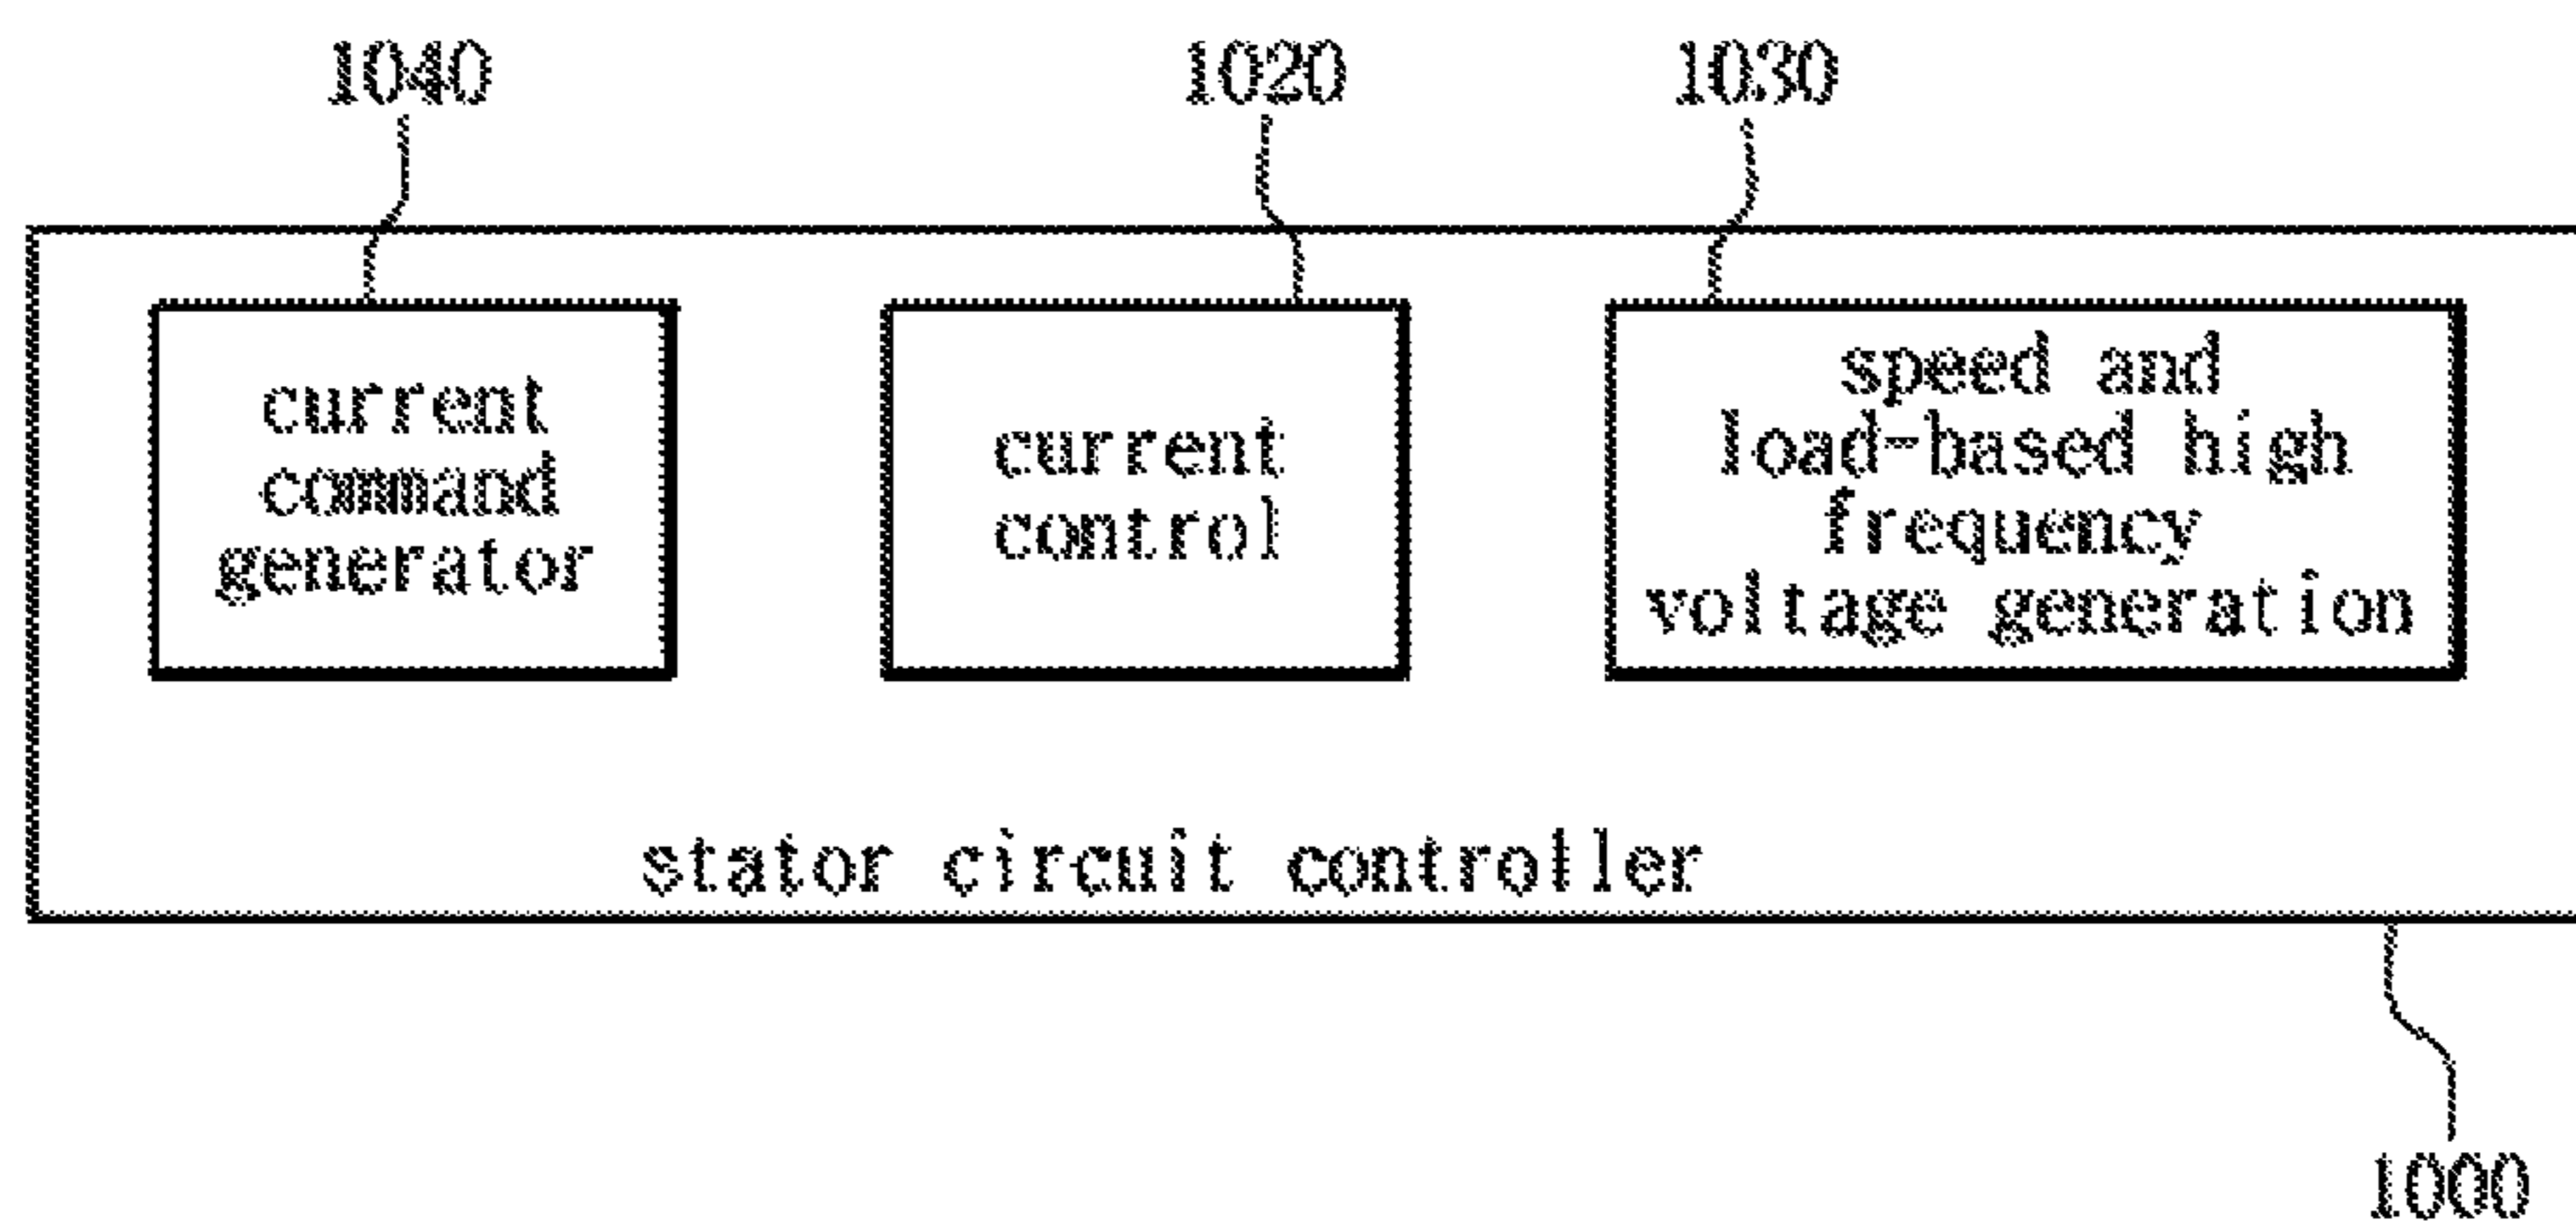 1040
1020
1030
current
command
generator
current
control
speed and
load-based high
frequency
voltage generation
stator circuit controller
1000